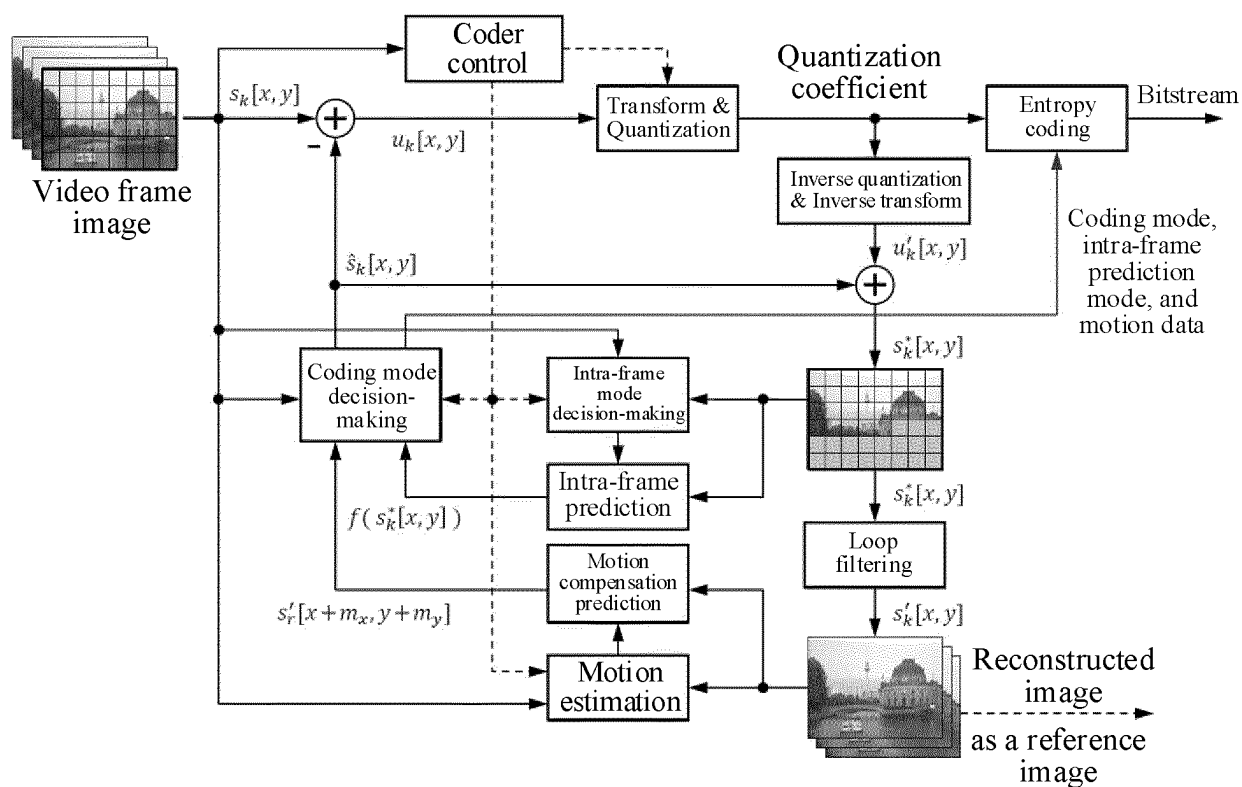 Coder
control
Quantization
coefficient
s_k[x, y]
+
-
u_k[x, y]
Transform &
Quantization
Entropy
coding
Bitstream
Video frame
image
Inverse quantization
& Inverse transform
u′_k[x, y]
Coding mode,
intra-frame
prediction
mode, and
motion data
ŝ_k[x, y]
+
s*_k[x, y]
Coding mode
decision-
making
Intra-frame
mode
decision-making
s*_k[x, y]
Intra-frame
prediction
f( s*_k[x, y] )
Loop
filtering
Motion
compensation
prediction
s′_r[x+m_x, y+m_y]
s′_k[x, y]
Motion
estimation
Reconstructed
image
as a reference
image